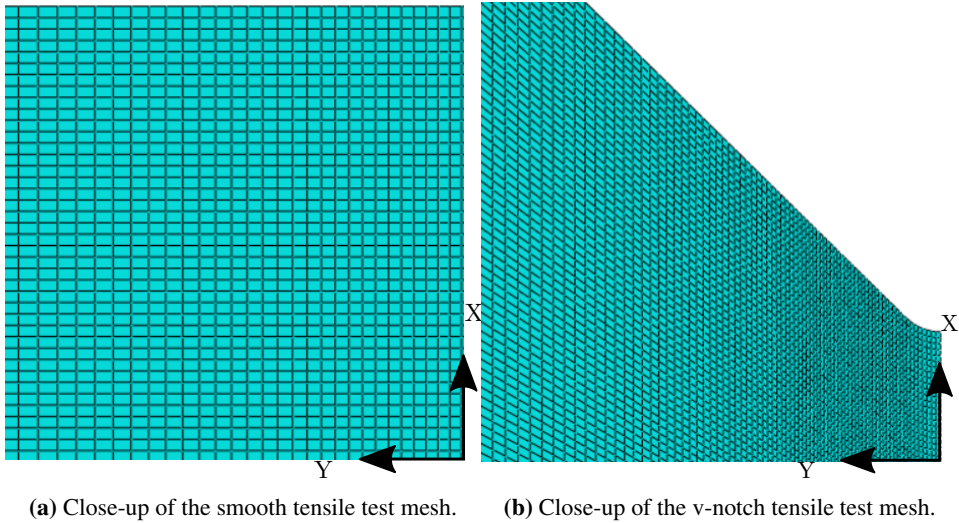 X
Y
X
Y
(a) Close-up of the smooth tensile test mesh.
(b) Close-up of the v-notch tensile test mesh.